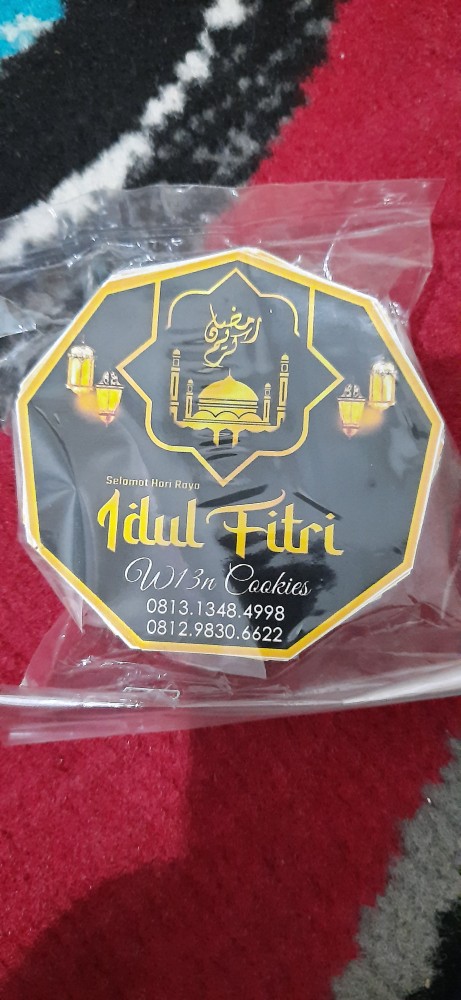 رمضان
كريم
Selamat Hari Raya
Idul Fitri
W13n Cookies
0813.1348.4998
0812.9830.6622